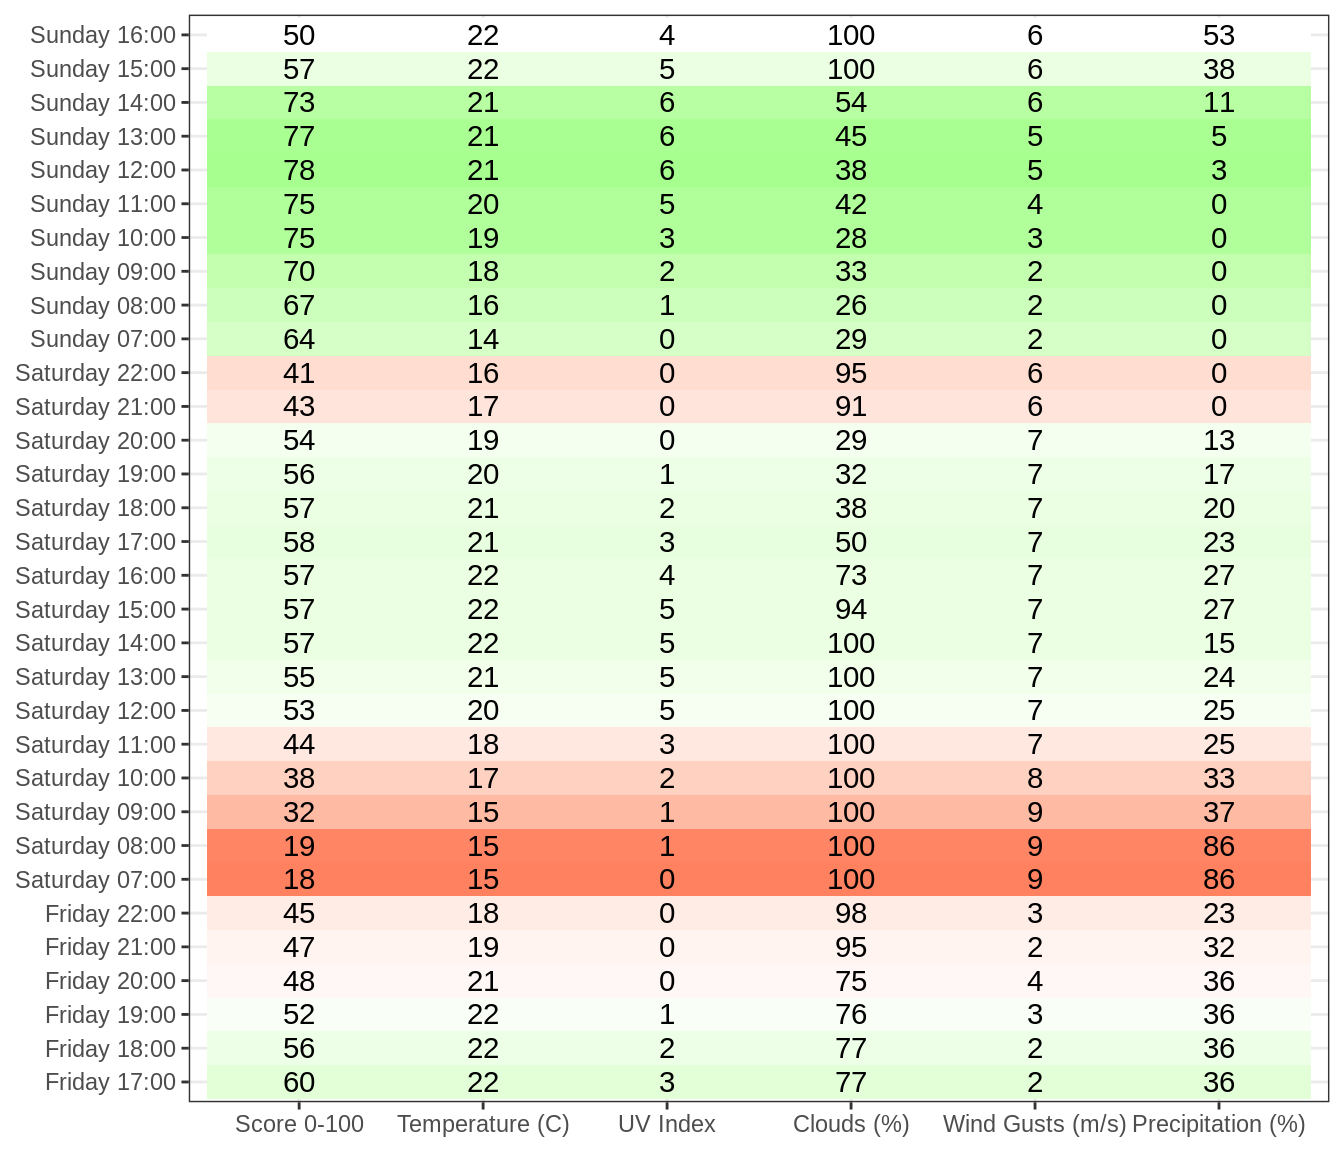 Sunday 16:00 50 22 4 100 6 53
Sunday 15:00 57 22 5 100 6 38
Sunday 14:00 73 21 6 54 6 11
Sunday 13:00 77 21 6 45 5 5
Sunday 12:00 78 21 6 38 5 3
Sunday 11:00 75 20 5 42 4 0
Sunday 10:00 75 19 3 28 3 0
Sunday 09:00 70 18 2 33 2 0
Sunday 08:00 67 16 1 26 2 0
Sunday 07:00 64 14 0 29 2 0
Saturday 22:00 41 16 0 95 6 0
Saturday 21:00 43 17 0 91 6 0
Saturday 20:00 54 19 0 29 7 13
Saturday 19:00 56 20 1 32 7 17
Saturday 18:00 57 21 2 38 7 20
Saturday 17:00 58 21 3 50 7 23
Saturday 16:00 57 22 4 73 7 27
Saturday 15:00 57 22 5 94 7 27
Saturday 14:00 57 22 5 100 7 15
Saturday 13:00 55 21 5 100 7 24
Saturday 12:00 53 20 5 100 7 25
Saturday 11:00 44 18 3 100 7 25
Saturday 10:00 38 17 2 100 8 33
Saturday 09:00 32 15 1 100 9 37
Saturday 08:00 19 15 1 100 9 86
Saturday 07:00 18 15 0 100 9 86
Friday 22:00 45 18 0 98 3 23
Friday 21:00 47 19 0 95 2 32
Friday 20:00 48 21 0 75 4 36
Friday 19:00 52 22 1 76 3 36
Friday 18:00 56 22 2 77 2 36
Friday 17:00 60 22 3 77 2 36
Score 0-100 Temperature (C) UV Index Clouds (%) Wind Gusts (m/s) Precipitation (%)